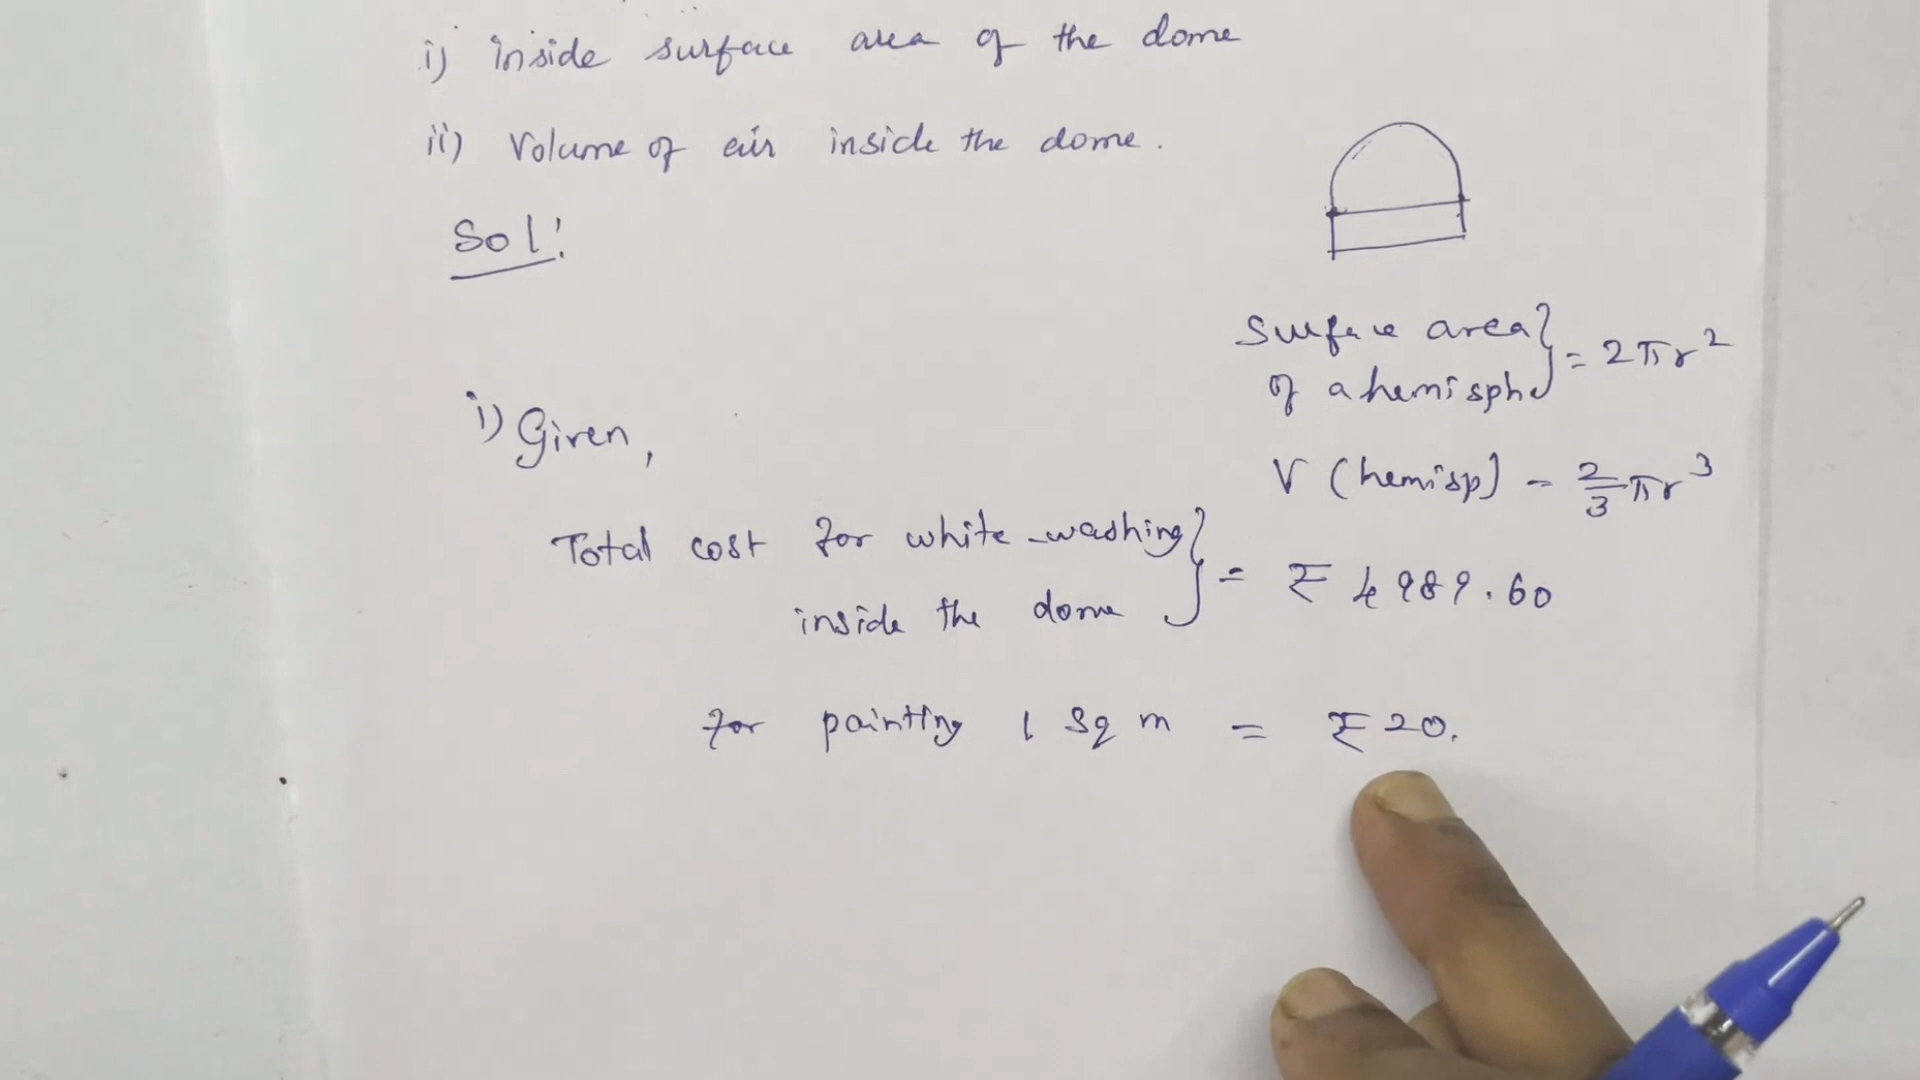 i) inside surface area of the dome
ii) Volume of air inside the dome.
Sol:
Surface area
of a hemisphe } = 2πr²
i) Given,
V (hemisp) = 2/3 πr³
Total cost for white-washing
inside the dome } = ₹ 4989.60
for painting 1 sq m = ₹ 20.